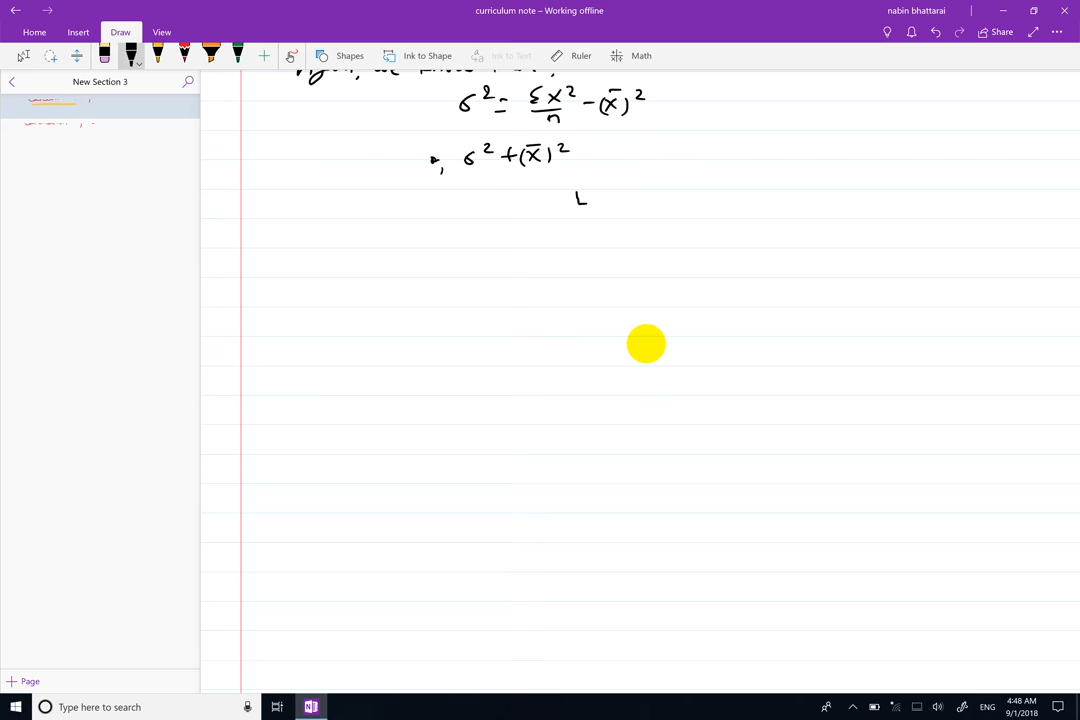 curriculum note – Working offline
nabin bhattarai
Home Insert Draw View
Share
Shapes Ink to Shape Ink to Text Ruler Math
New Section 3
σ² = Σx²/n - (x̄)²
or, σ² + (x̄)²
L
+ Page
Type here to search
ENG
4:48 AM
9/1/2018